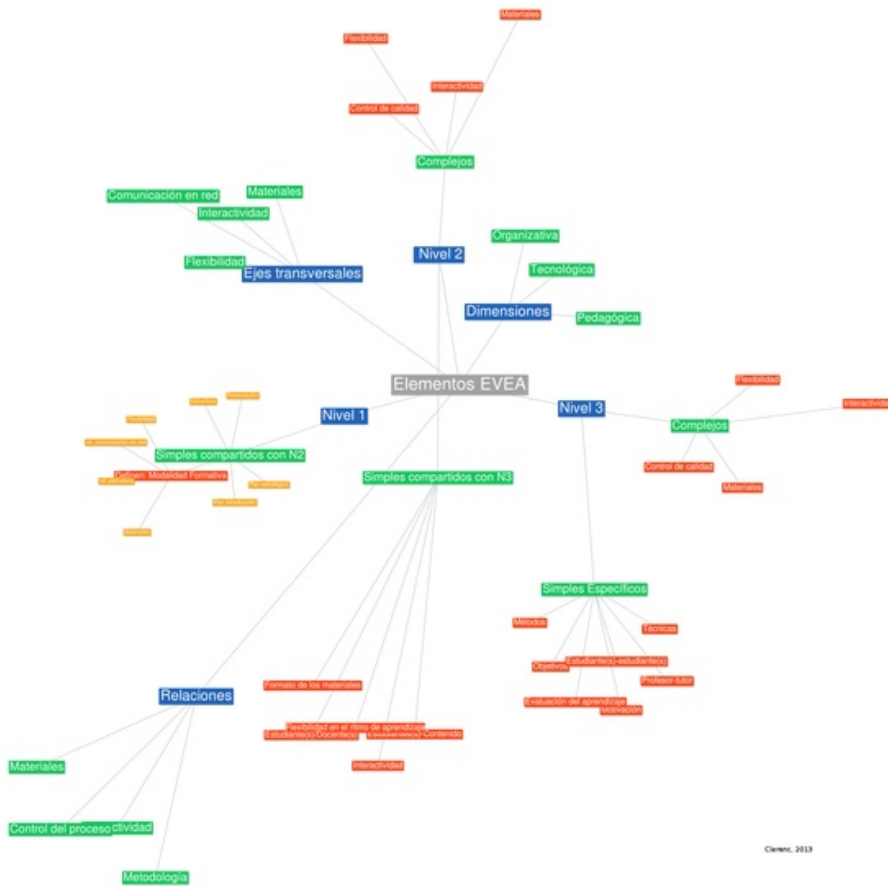 Materiales
Flexibilidad
Interactividad
Control de calidad
Complejos
Comunicación en red
Materiales
Interactividad
Flexibilidad
Ejes transversales
Nivel 2
Organizativa
Tecnológica
Dimensiones
Pedagógica
Elementos EVEA
Nivel 1
Nivel 3
Flexibilidad
Interactivida
Complejos
Control de calidad
Materiales
Simples compartidos con N2
Definen: Modalidad Formativa
Simples compartidos con N3
Simples Específicos
Métodos
Técnicas
Objetivos
Estudiante(s)-estudiante(s)
Profesor-tutor
Evaluación del aprendizaje
Motivación
Formato de los materiales
Flexibilidad en el ritmo de aprendizaje
Estudiante(s)/Docente(s)
Contenido
Interactividad
Relaciones
Materiales
Control del proceso
ctividad
Metodología
Clarenc, 2013